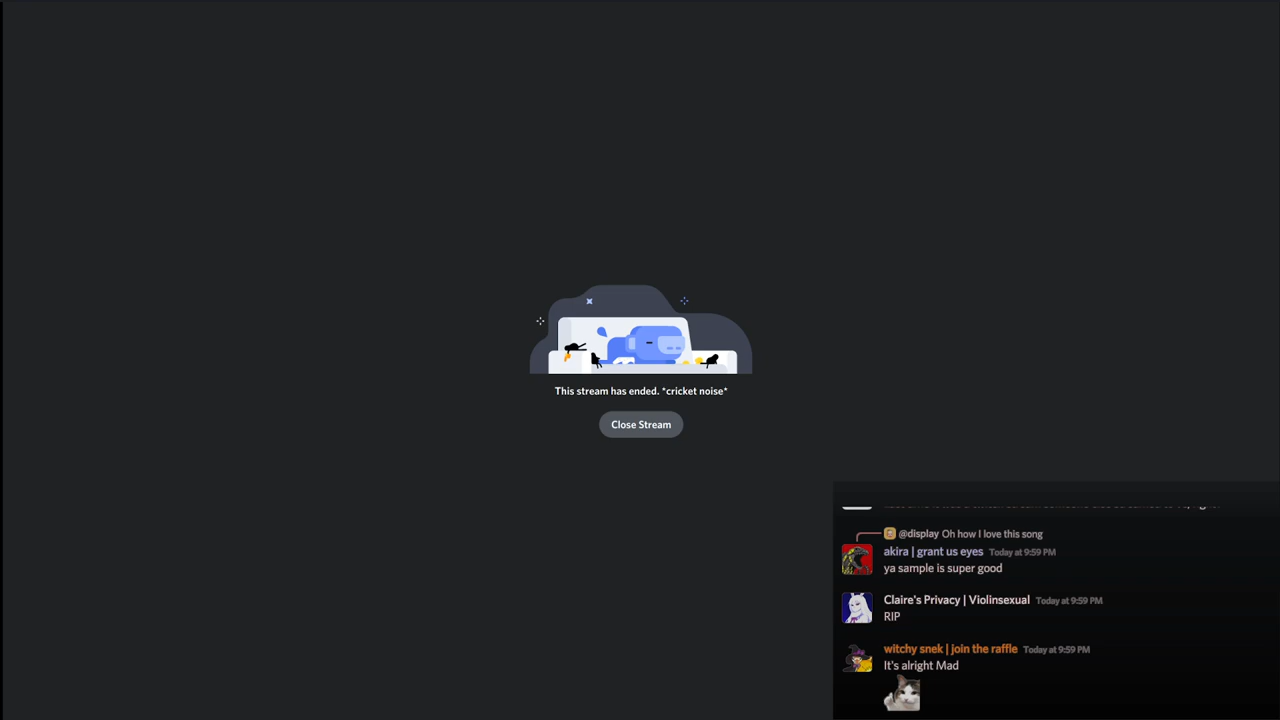 This stream has ended. *cricket noise*
Close Stream
@display Oh how I love this song
akira | grant us eyes Today at 9:59 PM
ya sample is super good
Claire's Privacy | Violinsexual Today at 9:59 PM
RIP
witchy snek | join the raffle Today at 9:59 PM
It's alright Mad